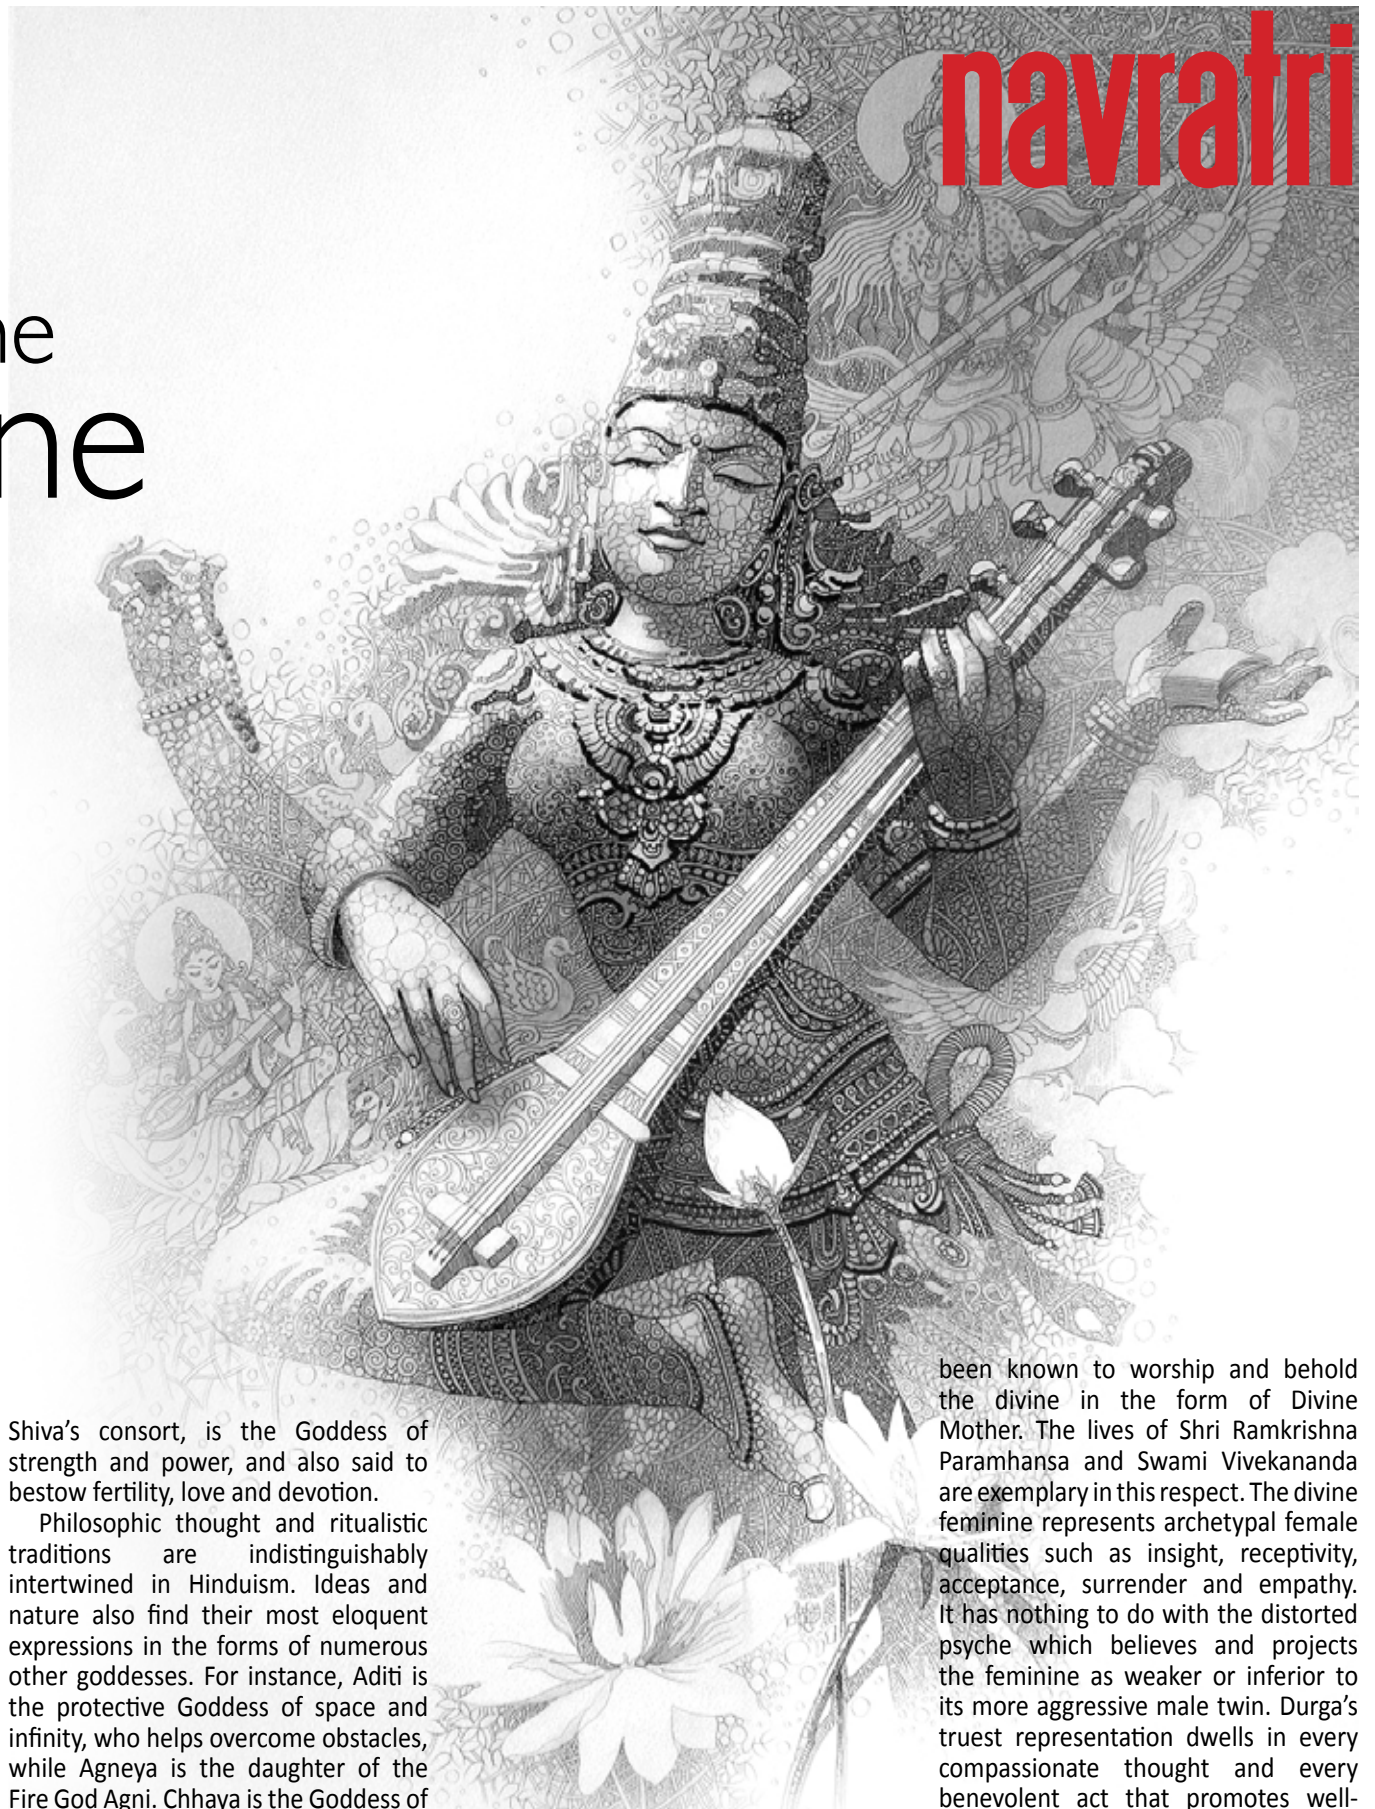 navratri
ne
ne
Shiva’s consort, is the Goddess of
strength and power, and also said to
bestow fertility, love and devotion.
Philosophic thought and ritualistic
traditions are indistinguishably
intertwined in Hinduism. Ideas and
nature also find their most eloquent
expressions in the forms of numerous
other goddesses. For instance, Aditi is
the protective Goddess of space and
infinity, who helps overcome obstacles,
while Agneya is the daughter of the
Fire God Agni. Chhaya is the Goddess of
been known to worship and behold
the divine in the form of Divine
Mother. The lives of Shri Ramkrishna
Paramhansa and Swami Vivekananda
are exemplary in this respect. The divine
feminine represents archetypal female
qualities such as insight, receptivity,
acceptance, surrender and empathy.
It has nothing to do with the distorted
psyche which believes and projects
the feminine as weaker or inferior to
its more aggressive male twin. Durga’s
truest representation dwells in every
compassionate thought and every
benevolent act that promotes well-